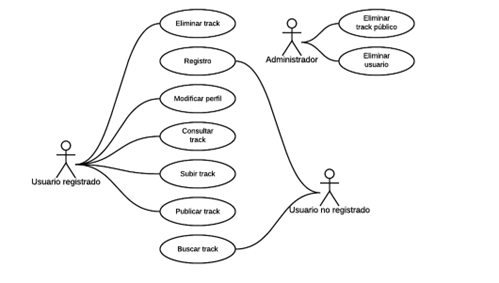 Eliminar track
Registro
Modificar perfil
Consultar
track
Subir track
Publicar track
Buscar track
Usuario registrado
Administrador
Eliminar
track público
Eliminar
usuario
Usuario no registrado